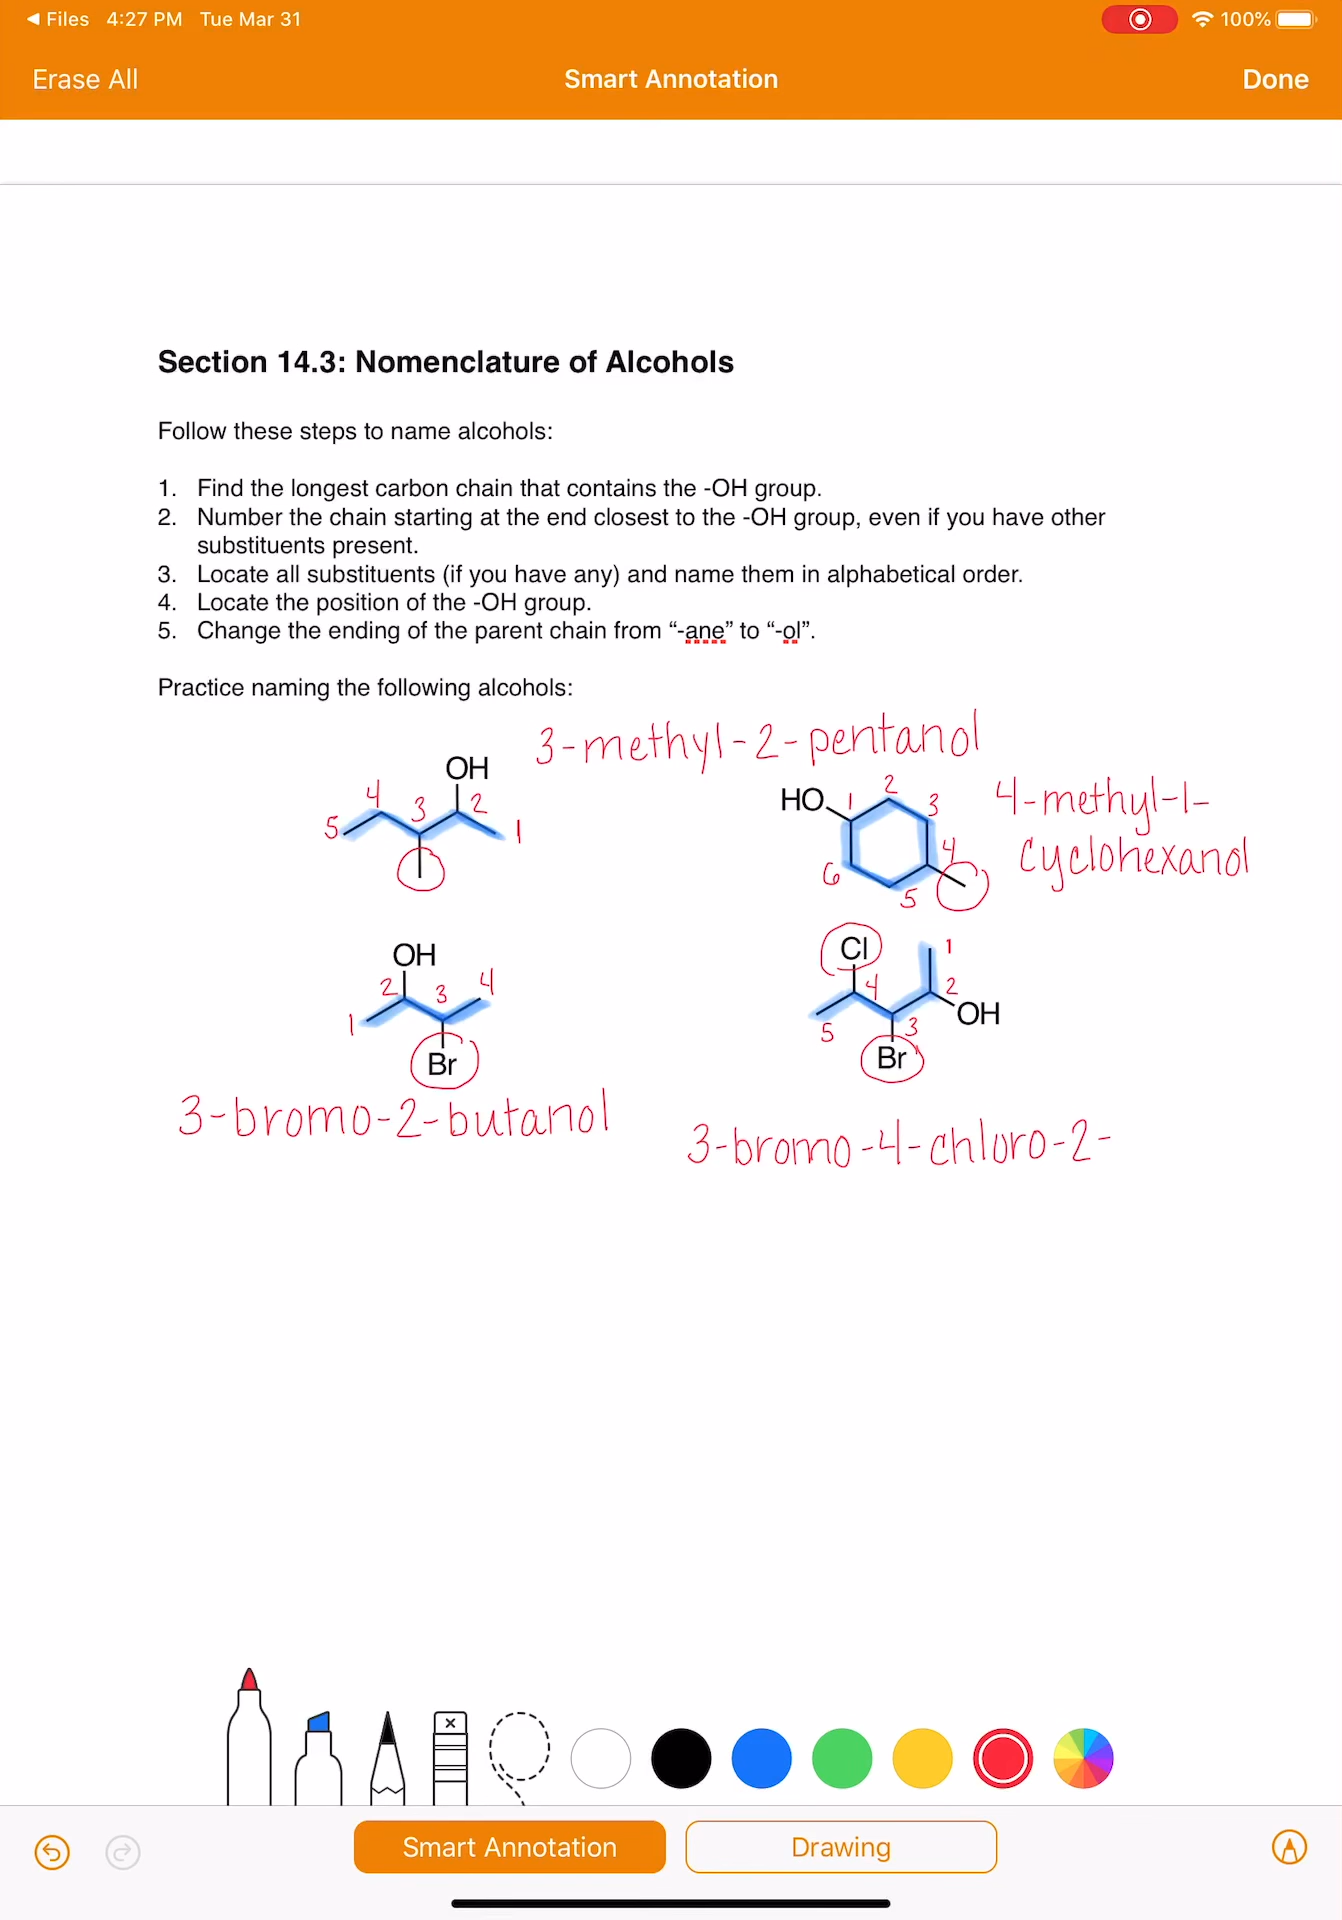 Files 4:27 PM Tue Mar 31 100%
Erase All Smart Annotation Done
Section 14.3: Nomenclature of Alcohols
Follow these steps to name alcohols:
1. Find the longest carbon chain that contains the -OH group.
2. Number the chain starting at the end closest to the -OH group, even if you have other
substituents present.
3. Locate all substituents (if you have any) and name them in alphabetical order.
4. Locate the position of the -OH group.
5. Change the ending of the parent chain from “-ane” to “-ol”.
Practice naming the following alcohols:
3-methyl-2-pentanol
OH
5 4 3 2 1
HO 1 2 3 4 5 6
4-methyl-1-
cyclohexanol
OH
1 2 3 4
Br
3-bromo-2-butanol
Cl 1
4 2
OH
5 3
Br
3-bromo-4-chloro-2-
Smart Annotation Drawing